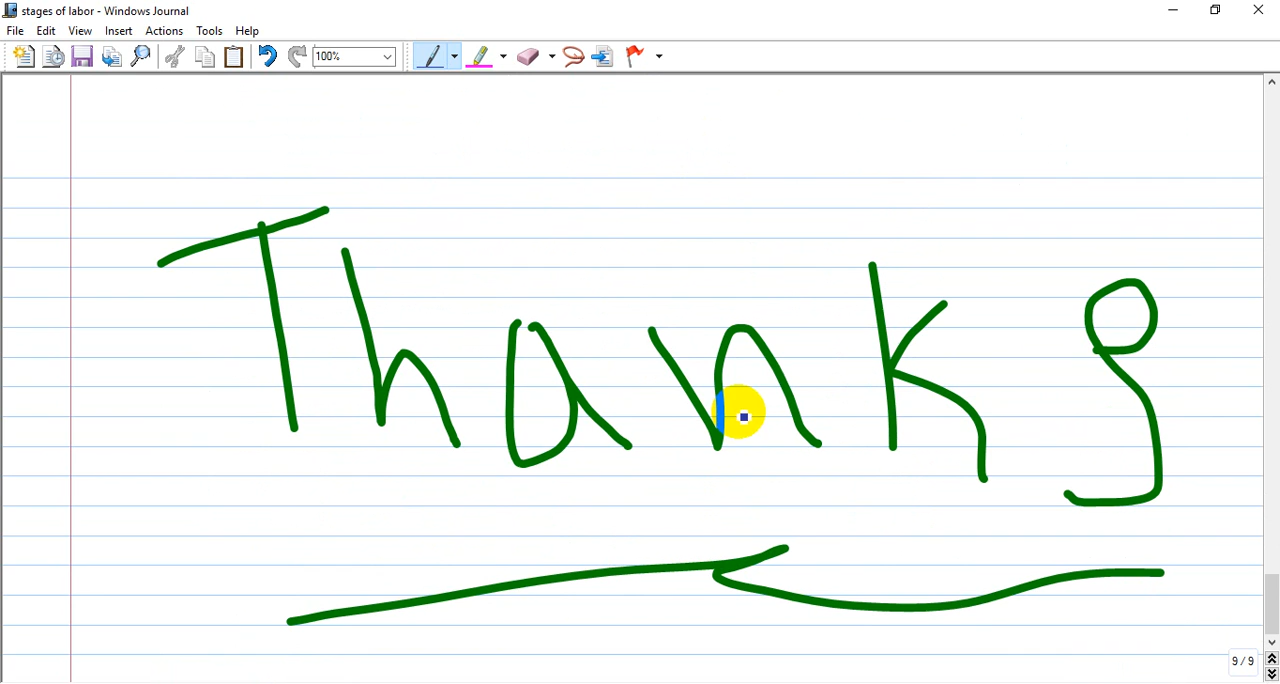 stages of labor - Windows Journal
File Edit View Insert Actions Tools Help
100%
Thanks
9/9